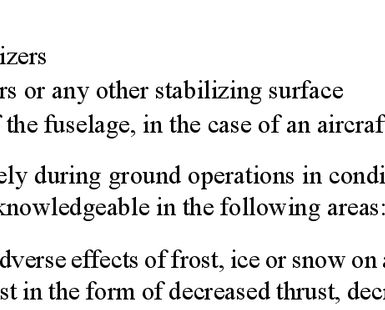 izers
rs or any other stabilizing surface
f the fuselage, in the case of an aircraf
ely during ground operations in condi
knowledgeable in the following areas:
dverse effects of frost, ice or snow on a
st in the form of decreased thrust, decr